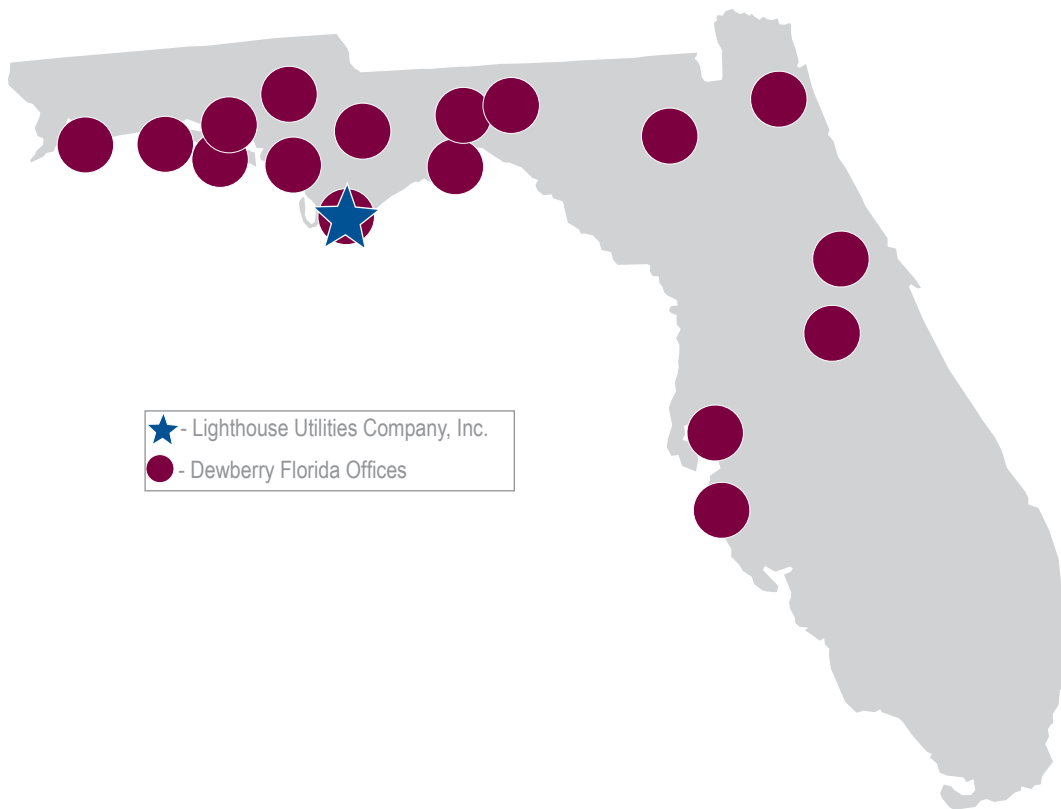 - Lighthouse Utilities Company, Inc.
- Dewberry Florida Offices